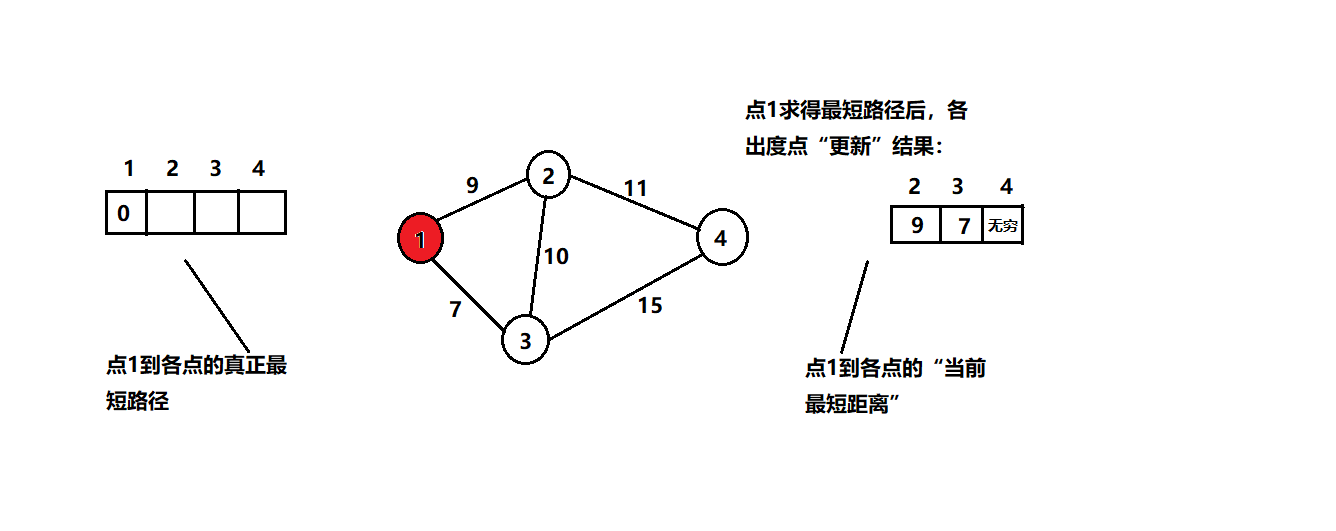 点1求得最短路径后，各
出度点“更新”结果：
1 2 3 4
0
9
2
11
1
10
4
7
3
15
2 3 4
9 7 无穷
点1到各点的真正最
短路径
点1到各点的“当前
最短距离”